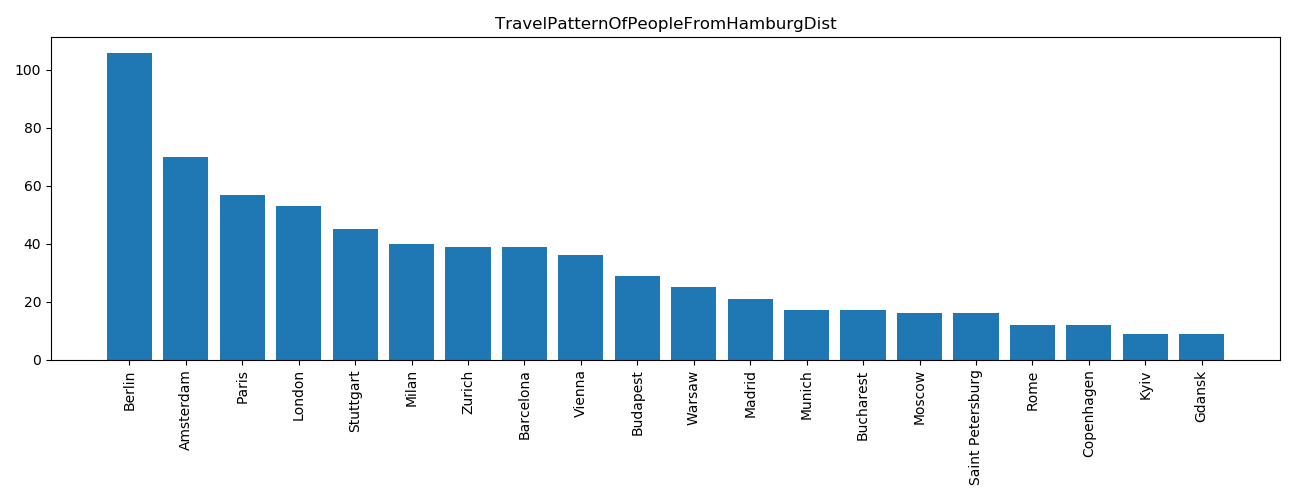 TravelPatternOfPeopleFromHamburgDist
100
80
60
40
20
0
Berlin
Amsterdam
Paris
London
Stuttgart
Milan
Zurich
Barcelona
Vienna
Budapest
Warsaw
Madrid
Munich
Bucharest
Moscow
Saint Petersburg
Rome
Copenhagen
Kyiv
Gdansk